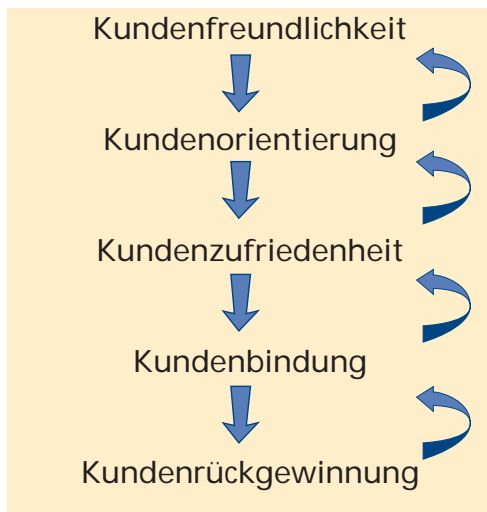 Kundenfreundlichkeit
Kundenorientierung
Kundenzufriedenheit
Kundenbindung
Kundenrückgewinnung